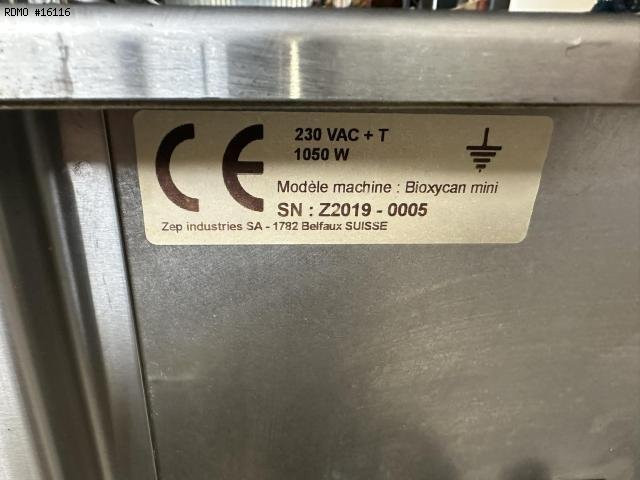 RDMO #16116
CE
230 VAC + T
1050 W
Modèle machine : Bioxycan mini
SN : Z2019 - 0005
Zep industries SA - 1782 Belfaux SUISSE